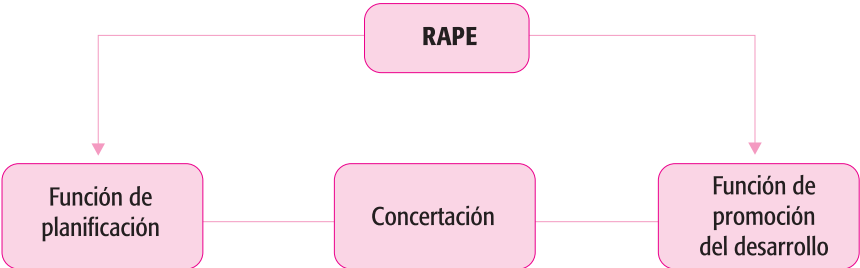 RAPE
Función de
planificación
Concertación
Función de
promoción
del desarrollo